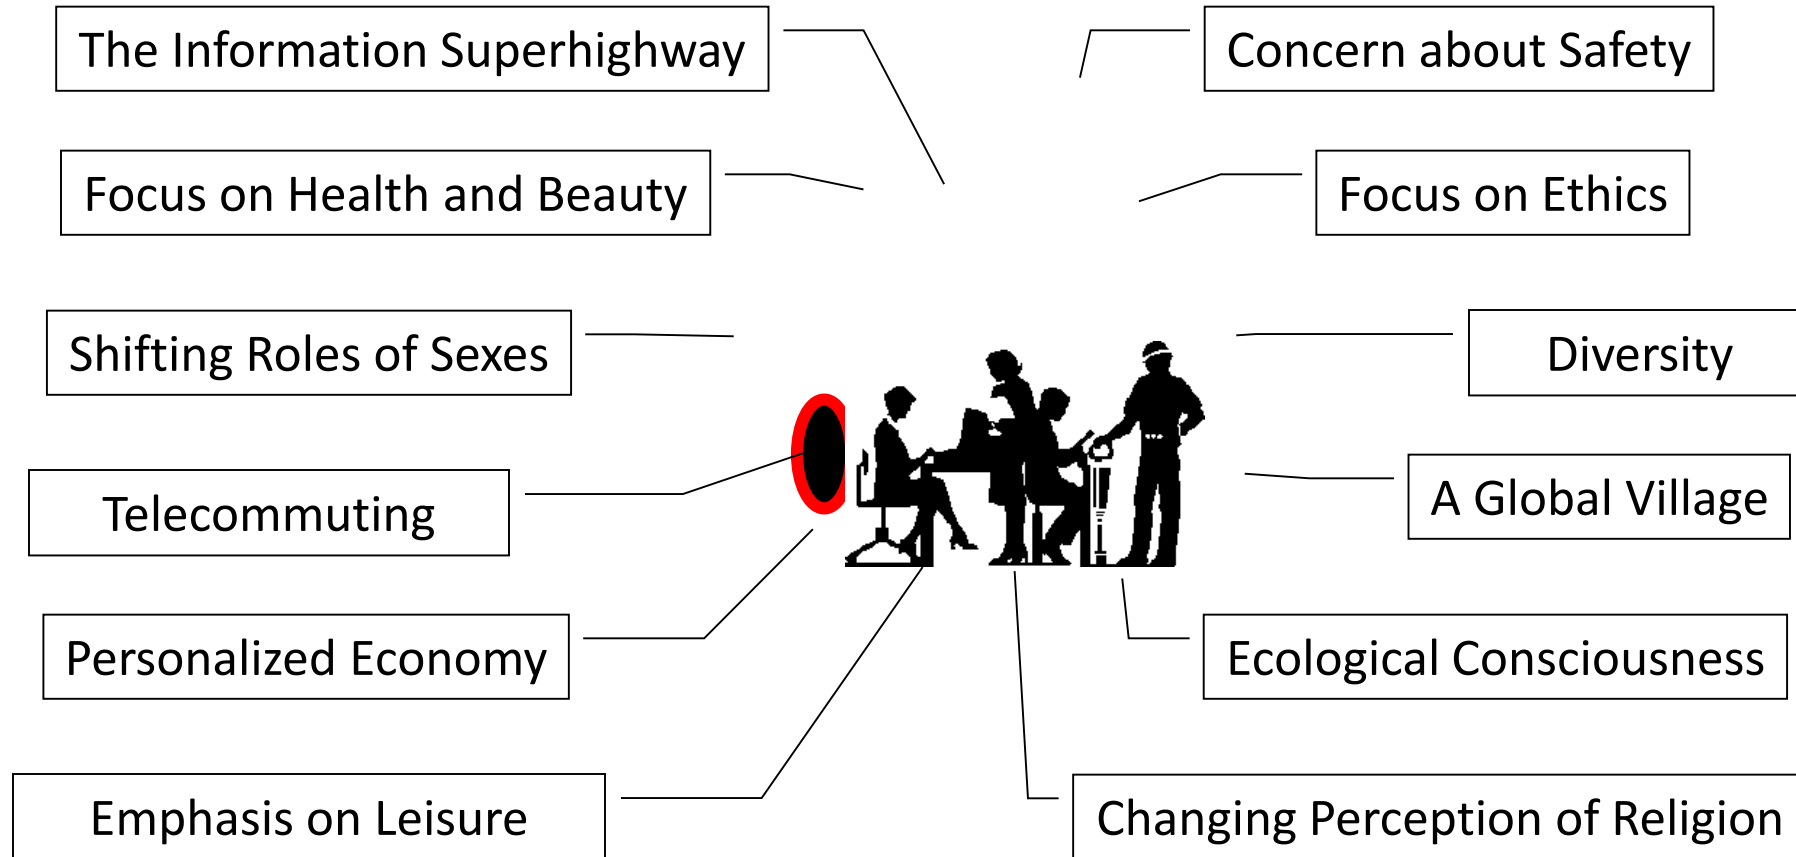 The Information Superhighway
Concern about Safety
Focus on Health and Beauty
Focus on Ethics
Shifting Roles of Sexes
Diversity
Telecommuting
A Global Village
Personalized Economy
Ecological Consciousness
Emphasis on Leisure
Changing Perception of Religion